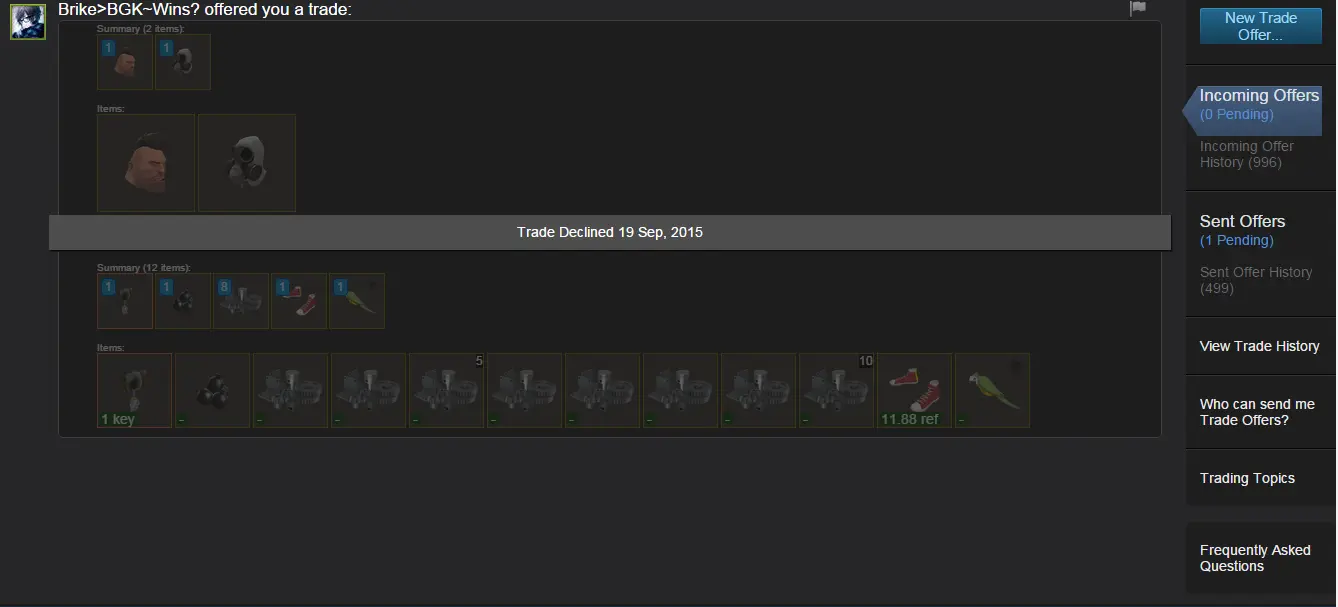 Brike>BGK~Wins? offered you a trade:
Summary (2 items):
1 1
Items:
Trade Declined 19 Sep, 2015
Summary (12 items):
1 1 8 1 1
Items:
5 10
1 key - - - - - - - - - 11.88 ref -
New Trade
Offer...
Incoming Offers
(0 Pending)
Incoming Offer
History (996)
Sent Offers
(1 Pending)
Sent Offer History
(499)
View Trade History
Who can send me
Trade Offers?
Trading Topics
Frequently Asked
Questions